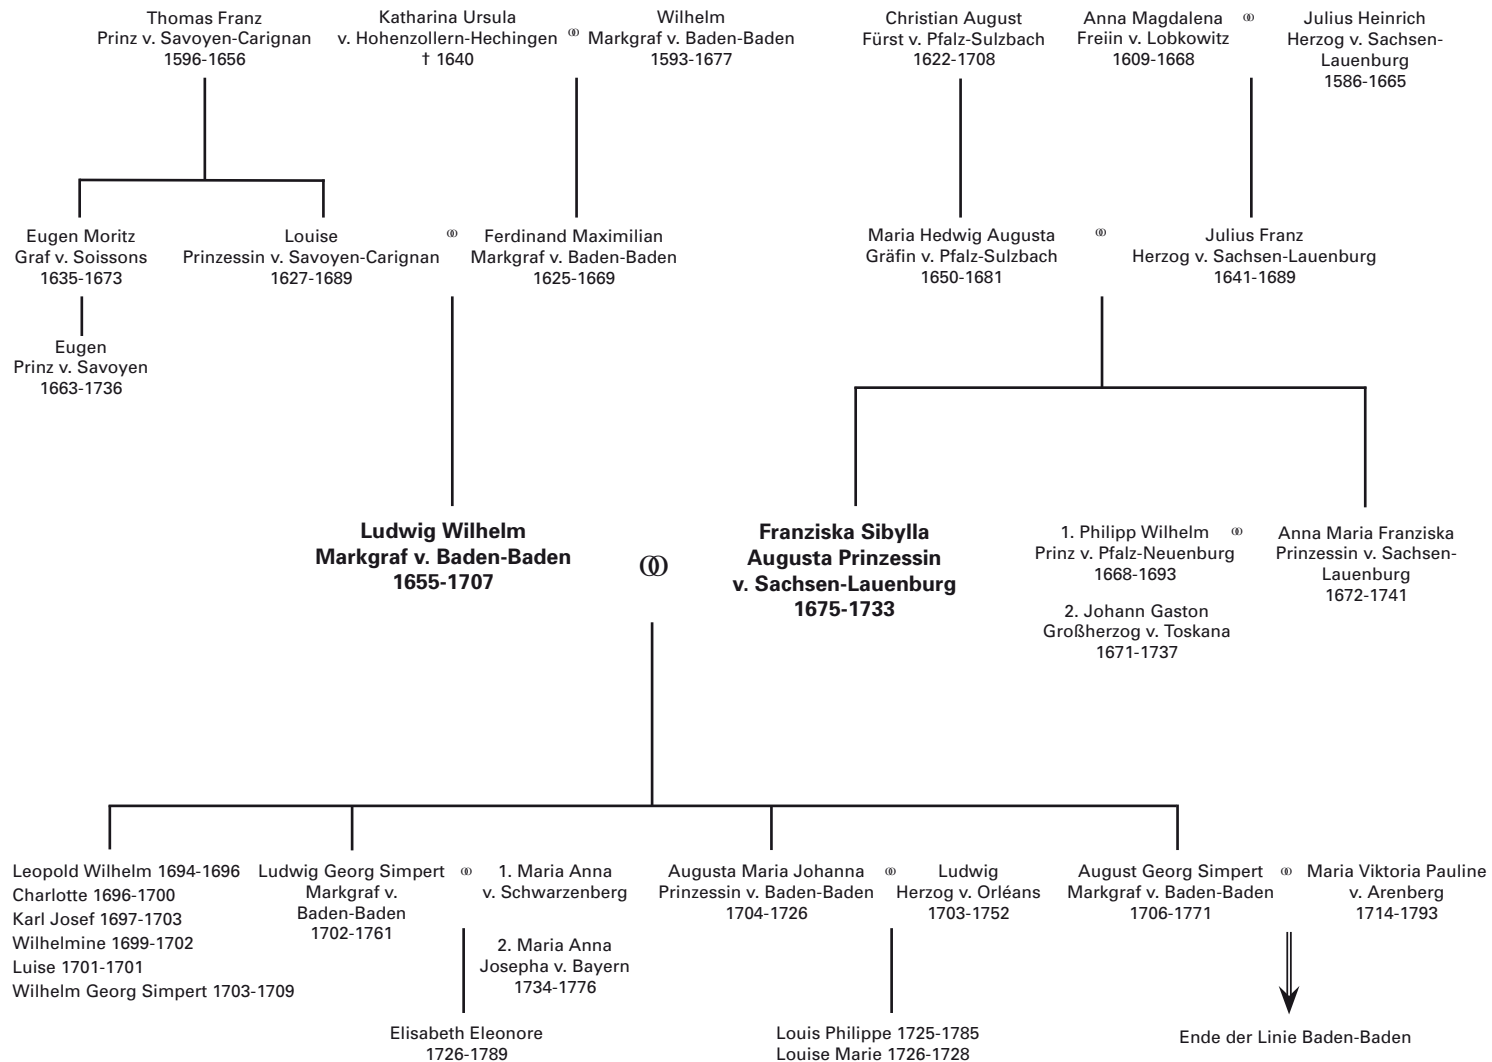 Thomas Franz
Prinz v. Savoyen-Carignan
1596-1656
Katharina Ursula
v. Hohenzollern-Hechingen
† 1640
Wilhelm
Markgraf v. Baden-Baden
1593-1677
Christian August
Fürst v. Pfalz-Sulzbach
1622-1708
Anna Magdalena
Freiin v. Lobkowitz
1609-1668
Julius Heinrich
Herzog v. Sachsen-
Lauenburg
1586-1665
Eugen Moritz
Graf v. Soissons
1635-1673
Louise
Prinzessin v. Savoyen-Carignan
1627-1689
Ferdinand Maximilian
Markgraf v. Baden-Baden
1625-1669
Maria Hedwig Augusta
Gräfin v. Pfalz-Sulzbach
1650-1681
Julius Franz
Herzog v. Sachsen-Lauenburg
1641-1689
Eugen
Prinz v. Savoyen
1663-1736
Ludwig Wilhelm
Markgraf v. Baden-Baden
1655-1707
Franziska Sibylla
Augusta Prinzessin
v. Sachsen-Lauenburg
1675-1733
1. Philipp Wilhelm
Prinz v. Pfalz-Neuenburg
1668-1693
2. Johann Gaston
Großherzog v. Toskana
1671-1737
Anna Maria Franziska
Prinzessin v. Sachsen-
Lauenburg
1672-1741
Leopold Wilhelm 1694-1696
Charlotte 1696-1700
Karl Josef 1697-1703
Wilhelmine 1699-1702
Luise 1701-1701
Wilhelm Georg Simpert 1703-1709
Ludwig Georg Simpert
Markgraf v.
Baden-Baden
1702-1761
1. Maria Anna
v. Schwarzenberg
2. Maria Anna
Josepha v. Bayern
1734-1776
Augusta Maria Johanna
Prinzessin v. Baden-Baden
1704-1726
Ludwig
Herzog v. Orléans
1703-1752
August Georg Simpert
Markgraf v. Baden-Baden
1706-1771
Maria Viktoria Pauline
v. Arenberg
1714-1793
Elisabeth Eleonore
1726-1789
Louis Philippe 1725-1785
Louise Marie 1726-1728
Ende der Linie Baden-Baden